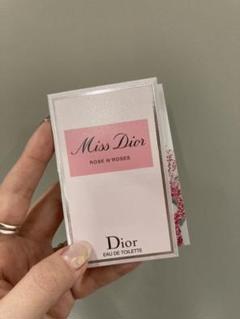 Miss Dior
ROSE N'ROSES
Dior
EAU DE TOILETTE